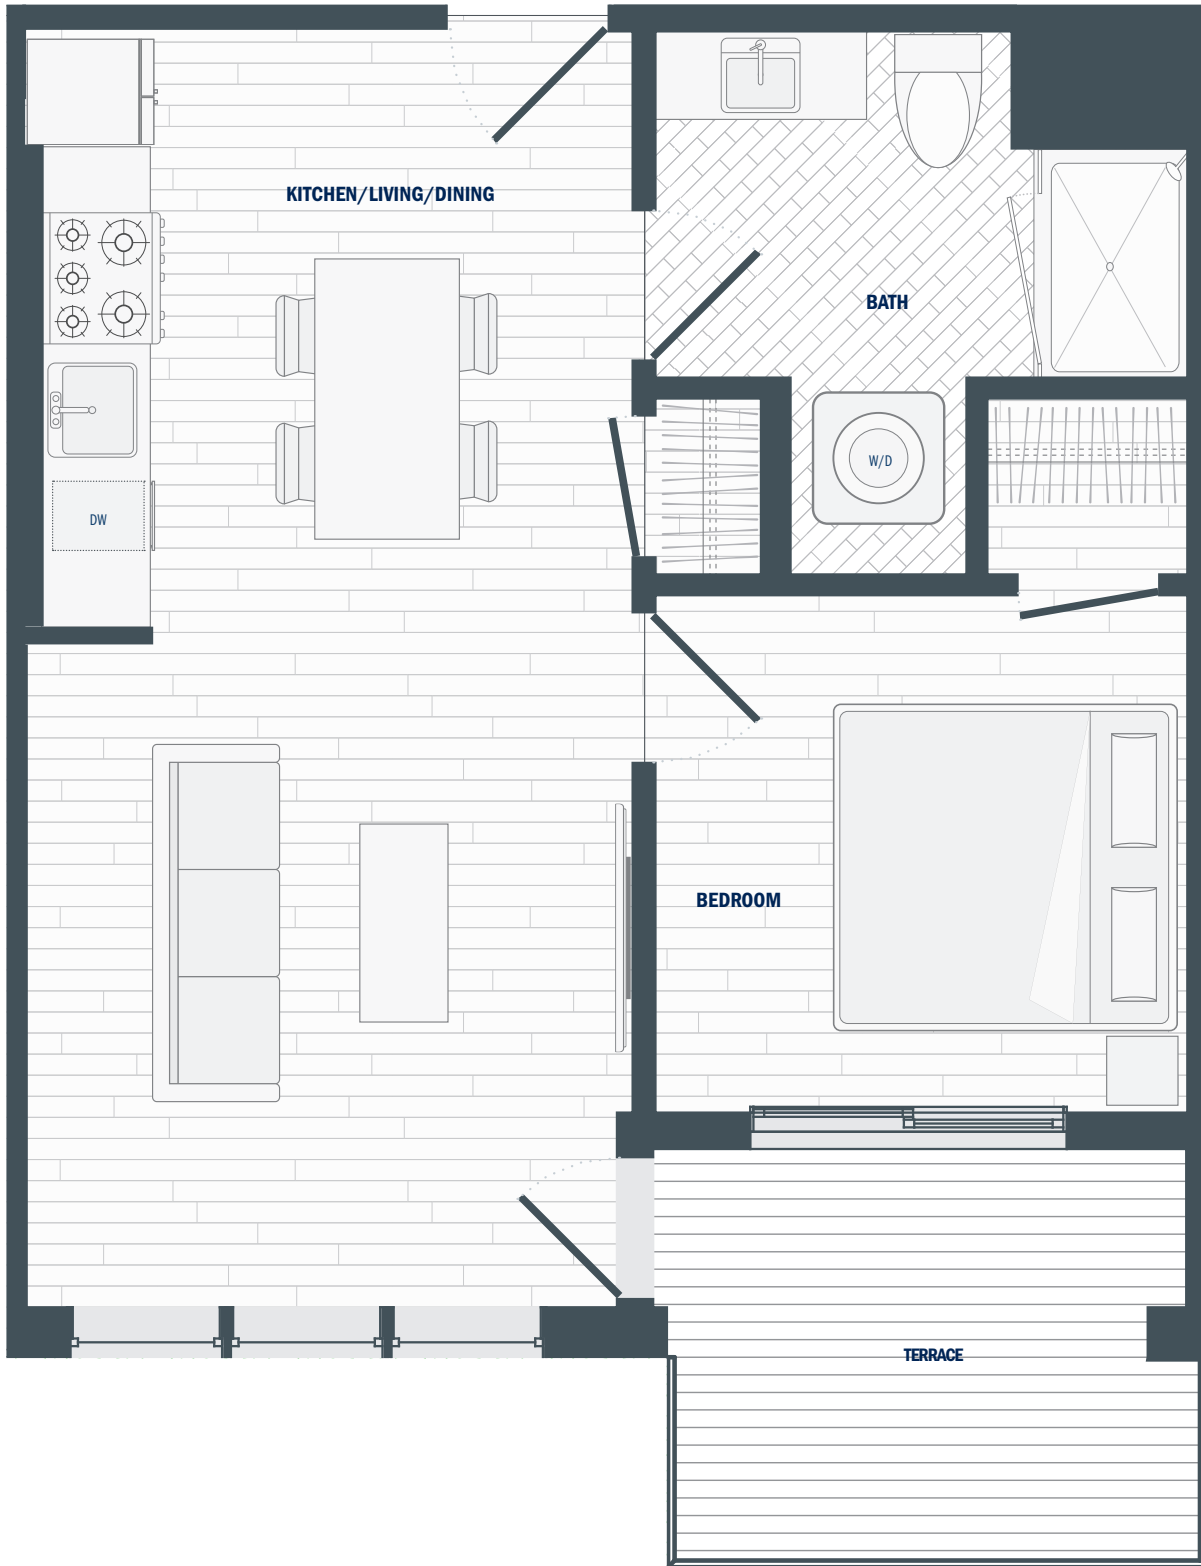 KITCHEN/LIVING/DINING
BATH
W/D
DW
BEDROOM
TERRACE